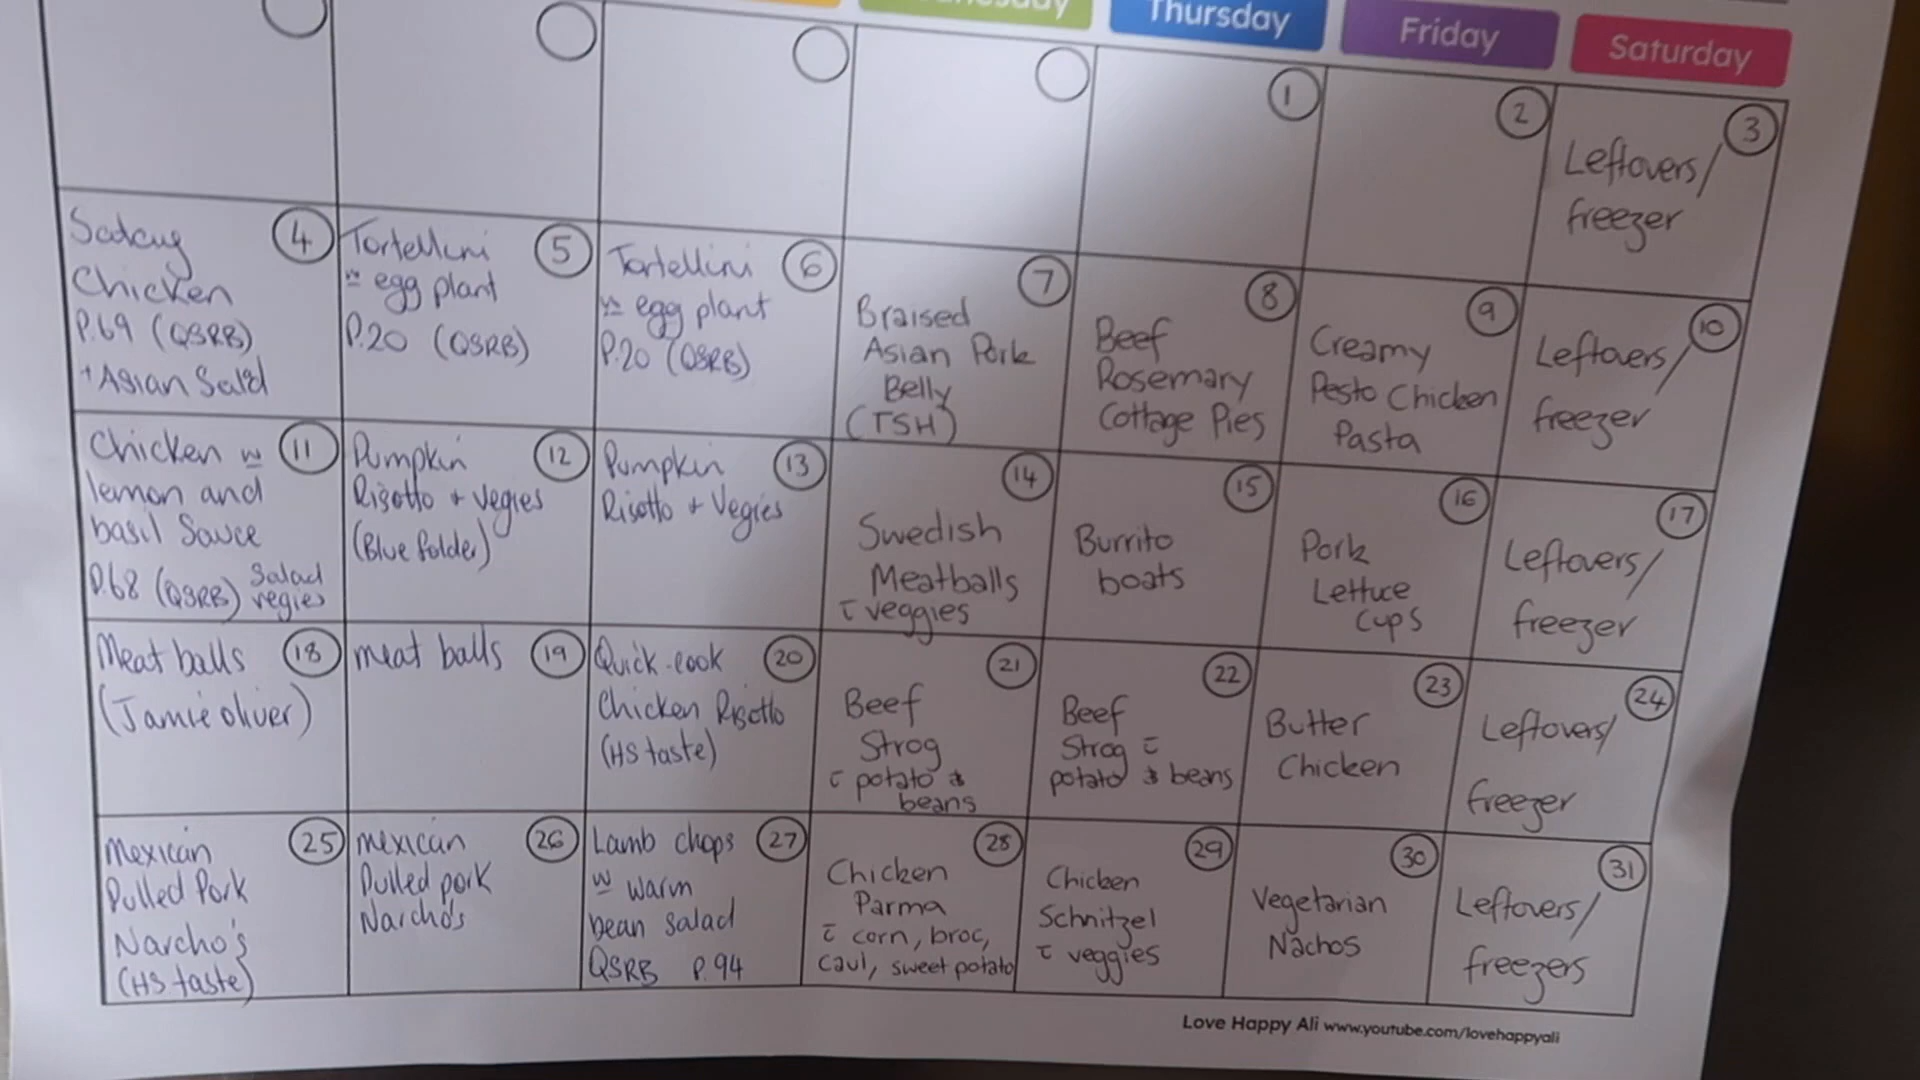 Thursday
Friday
Saturday
1
2
3
Leftovers/
freezer
4
Chicken
P.69 (QSRB)
+ Asian Salad
5
Tortellini
w egg plant
P.20 (QSRB)
6
Tortellini
w egg plant
P.20 (QSRB)
7
Braised
Asian Pork
Belly
(TSH)
8
Beef
Rosemary
Cottage Pies
9
Creamy
Pesto Chicken
Pasta
10
Leftovers/
freezer
11
Chicken w
lemon and
basil Sauce
P.68 (QSRB) Salad
vegies
12
Pumpkin
Risotto + Vegies
(Blue folder)
13
Pumpkin
Risotto + Vegies
14
Swedish
Meatballs
c̄ veggies
15
Burrito
boats
16
Pork
Lettuce
Cups
17
Leftovers/
freezer
18
Meat balls
(Jamie oliver)
19
meat balls
20
Quick-cook
Chicken Risotto
(HS taste)
21
Beef
Strog
c̄ potato &
beans
22
Beef
Strog c̄
potato & beans
23
Butter
Chicken
24
Leftovers/
freezer
25
Mexican
Pulled Pork
Narcho's
(HS taste)
26
mexican
Pulled pork
Narcho's
27
Lamb chops
w warm
bean salad
QSRB P.94
28
Chicken
Parma
c̄ corn, broc,
caul, sweet potato
29
Chicken
Schnitzel
c̄ veggies
30
Vegetarian
Nachos
31
Leftovers/
freezers
Love Happy Ali www.youtube.com/lovehappyali